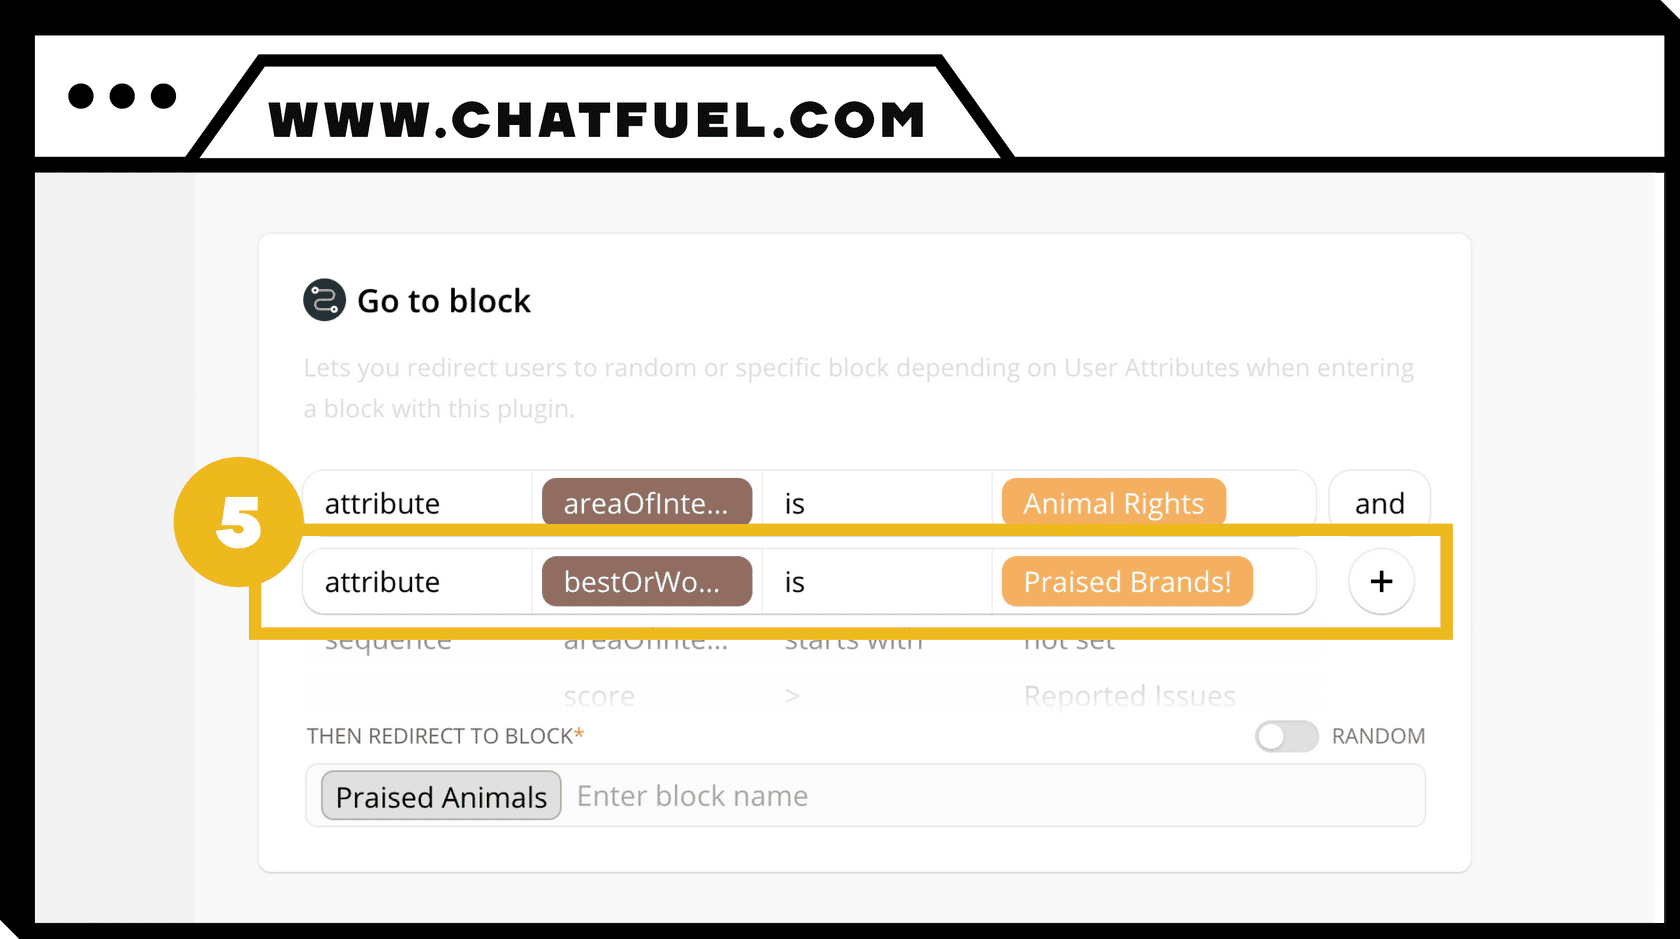 WWW.CHATFUEL.COM
Go to block
Lets you redirect users to random or specific block depending on User Attributes when entering
a block with this plugin.
5
attribute areaOfInte... is Animal Rights and
attribute bestOrWo... is Praised Brands! +
sequence areaOfInte... starts with not set
score > Reported Issues
THEN REDIRECT TO BLOCK* RANDOM
Praised Animals Enter block name